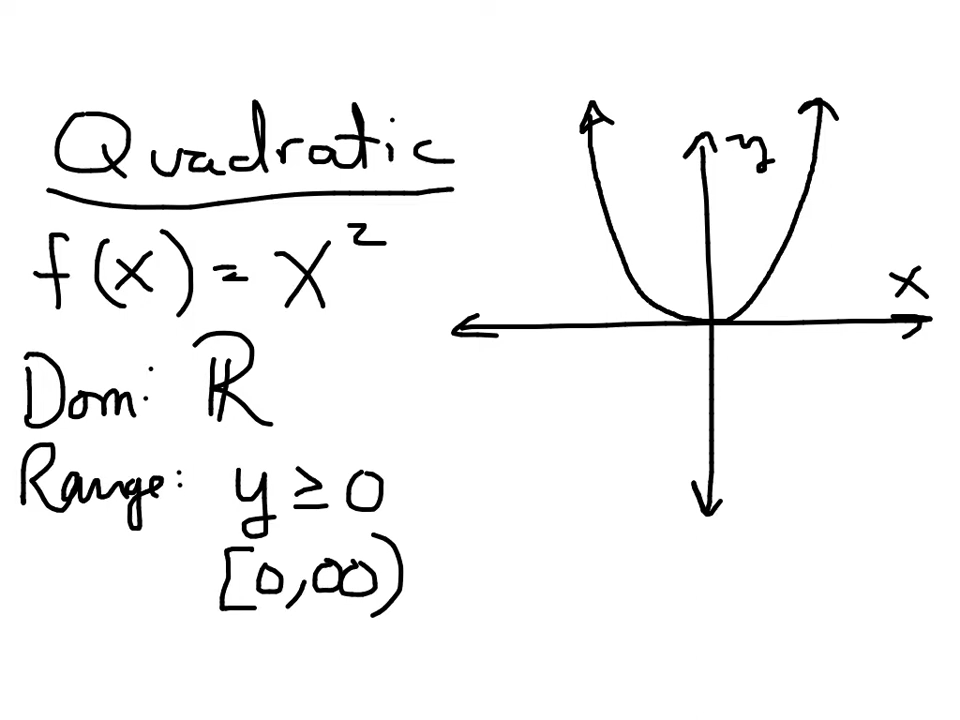 Quadratic
f(x) = x²
Dom: ℝ
Range: y ≥ 0
[0,∞)
y
x